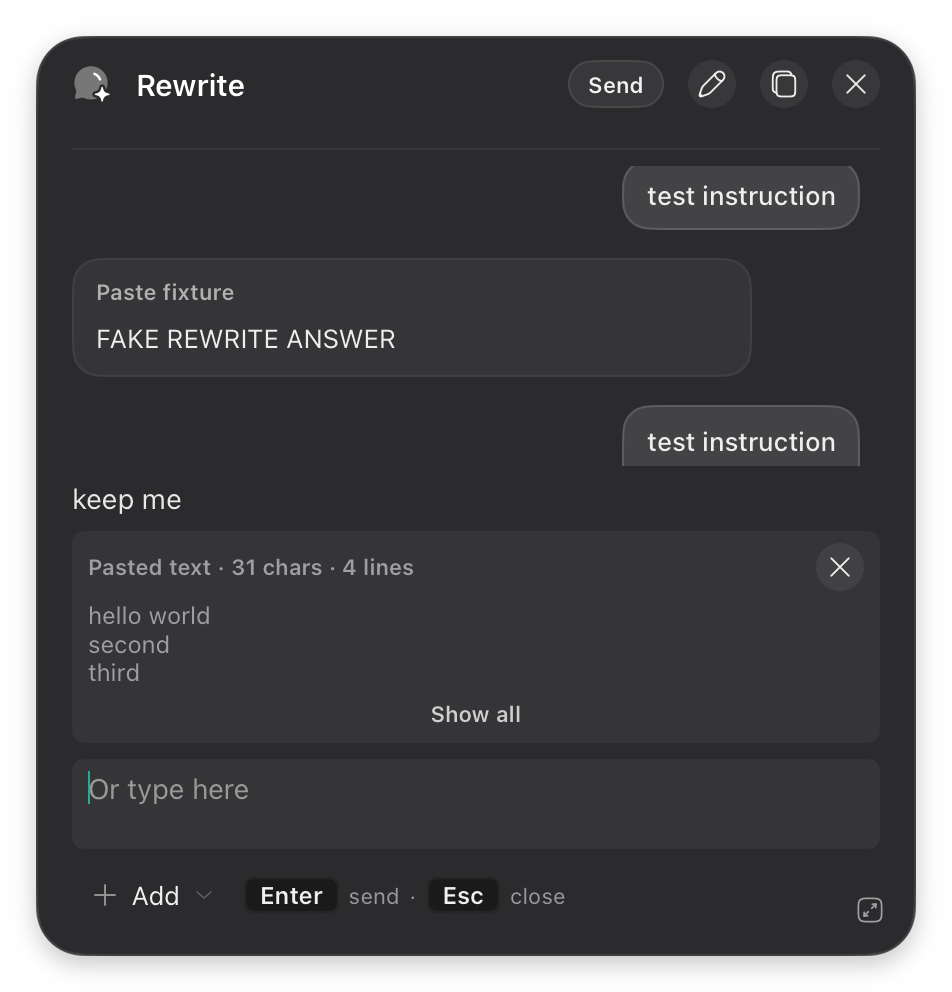 Rewrite
Send
test instruction
Paste fixture
FAKE REWRITE ANSWER
test instruction
keep me
Pasted text · 31 chars · 4 lines
hello world
second
third
Show all
Or type here
Add Enter send · Esc close